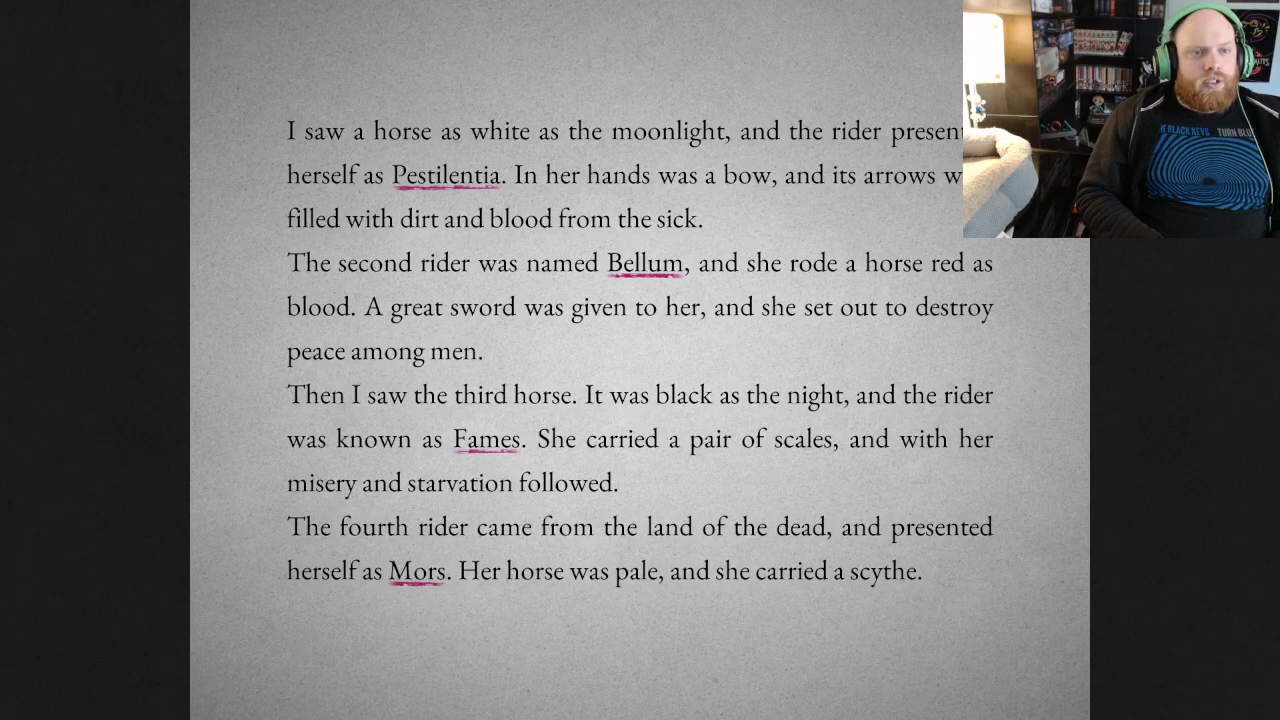 I saw a horse as white as the moonlight, and the rider
herself as Pestilentia. In her hands was a bow, and its arrows
filled with dirt and blood from the sick.
The second rider was named Bellum, and she rode a horse red as
blood. A great sword was given to her, and she set out to destroy
peace among men.
Then I saw the third horse. It was black as the night, and the rider
was known as Fames. She carried a pair of scales, and with her
misery and starvation followed.
The fourth rider came from the land of the dead, and presented
herself as Mors. Her horse was pale, and she carried a scythe.
BLACK KEYS TURN